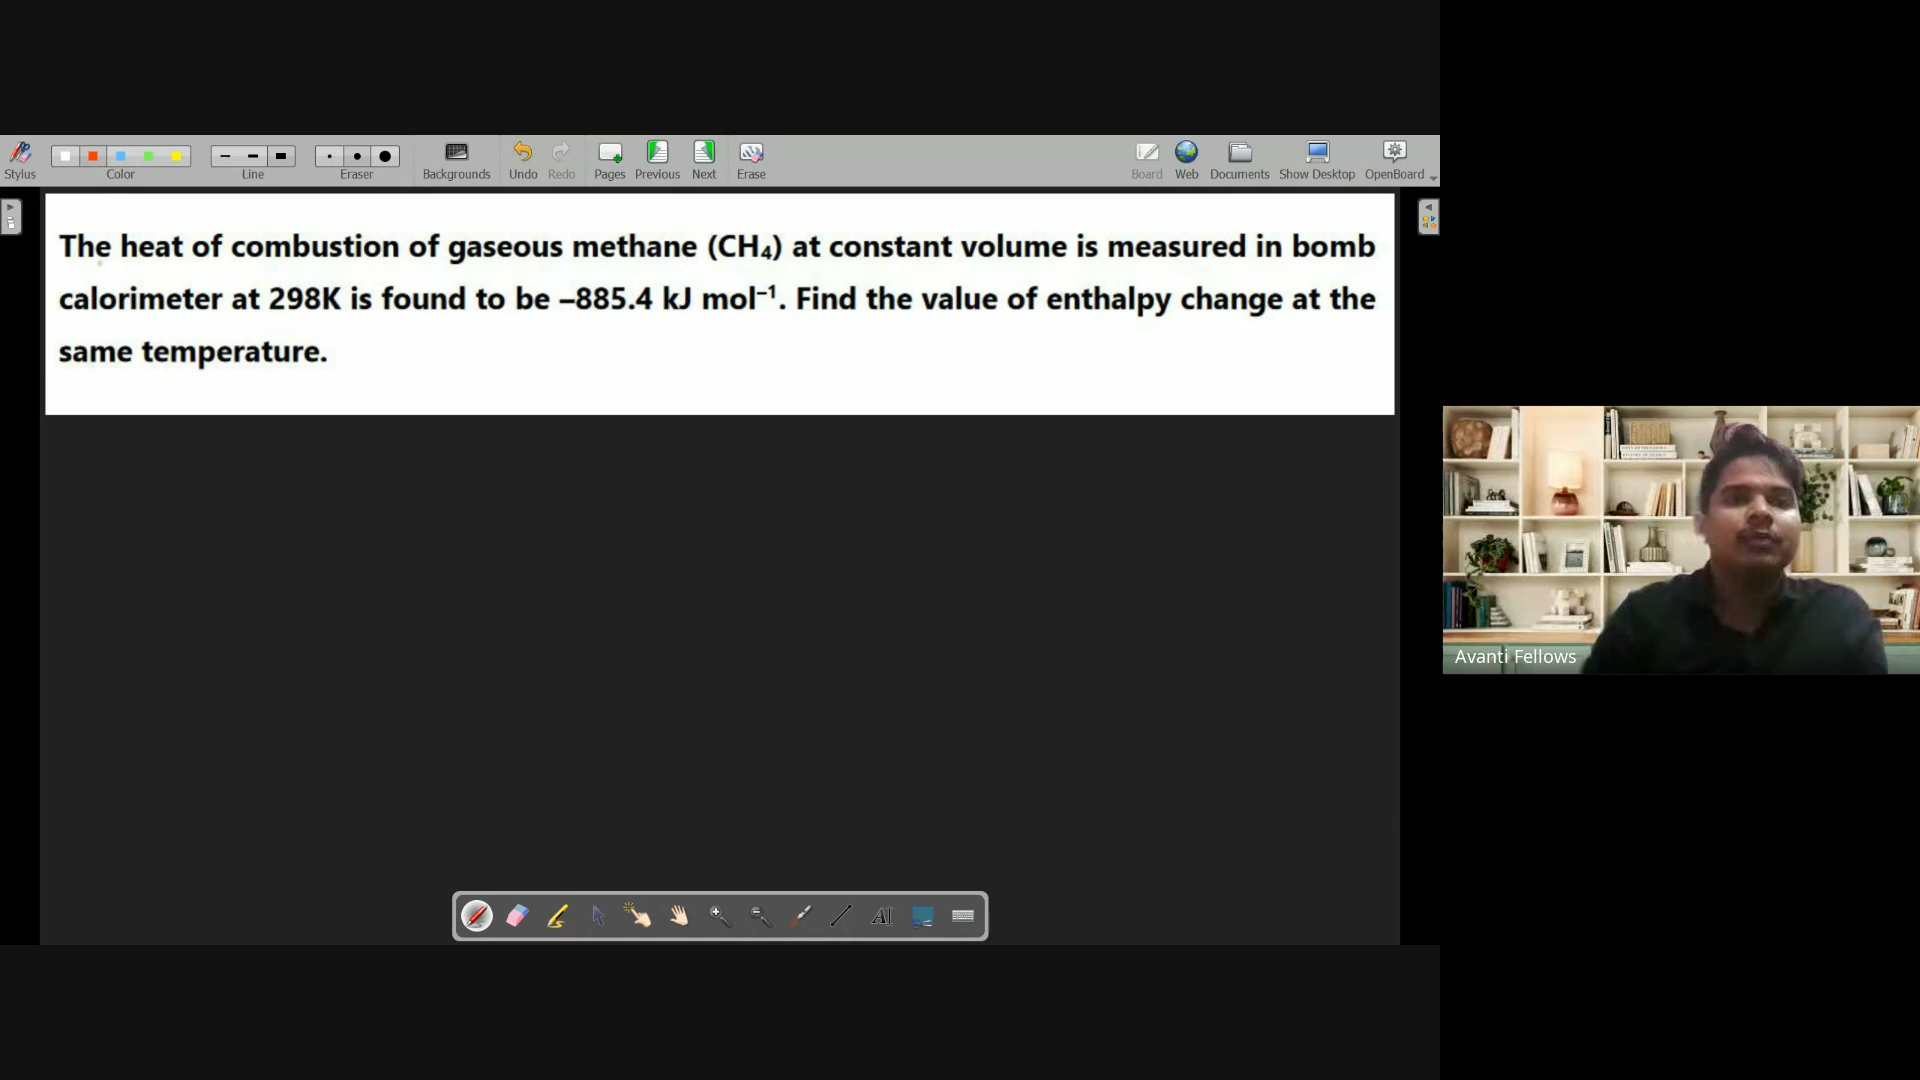 Stylus
Color
Line
Eraser
Backgrounds
Undo
Redo
Pages
Previous
Next
Erase
Board
Web
Documents
Show Desktop
OpenBoard
The heat of combustion of gaseous methane (CH₄) at constant volume is measured in bomb
calorimeter at 298K is found to be –885.4 kJ mol⁻¹. Find the value of enthalpy change at the
same temperature.
Avanti Fellows